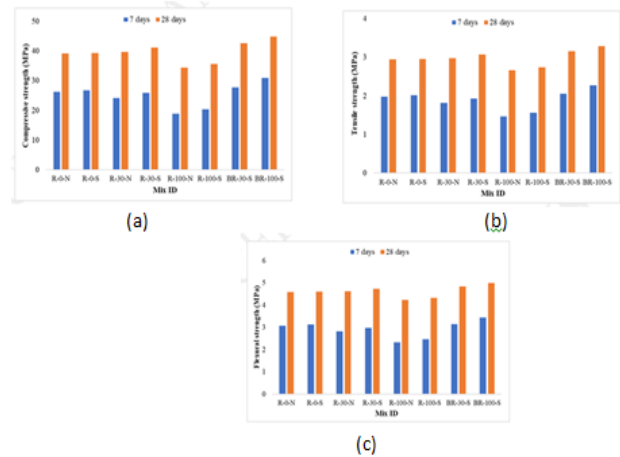 7 days 28 days
Compressive strength (MPa)
50
40
30
20
10
0
R-0-N R-0-S R-30-N R-30-S R-100-N R-100-S BR-30-S BR-100-S
Mix ID
(a)
7 days 28 days
Tensile strength (MPa)
4
3
2
1
0
R-0-N R-0-S R-30-N R-30-S R-100-N R-100-S BR-30-S BR-100-S
Mix ID
(b)
7 days 28 days
Flexural strength (MPa)
6
5
4
3
2
1
0
R-0-N R-0-S R-30-N R-30-S R-100-N R-100-S BR-30-S BR-100-S
Mix ID
(c)